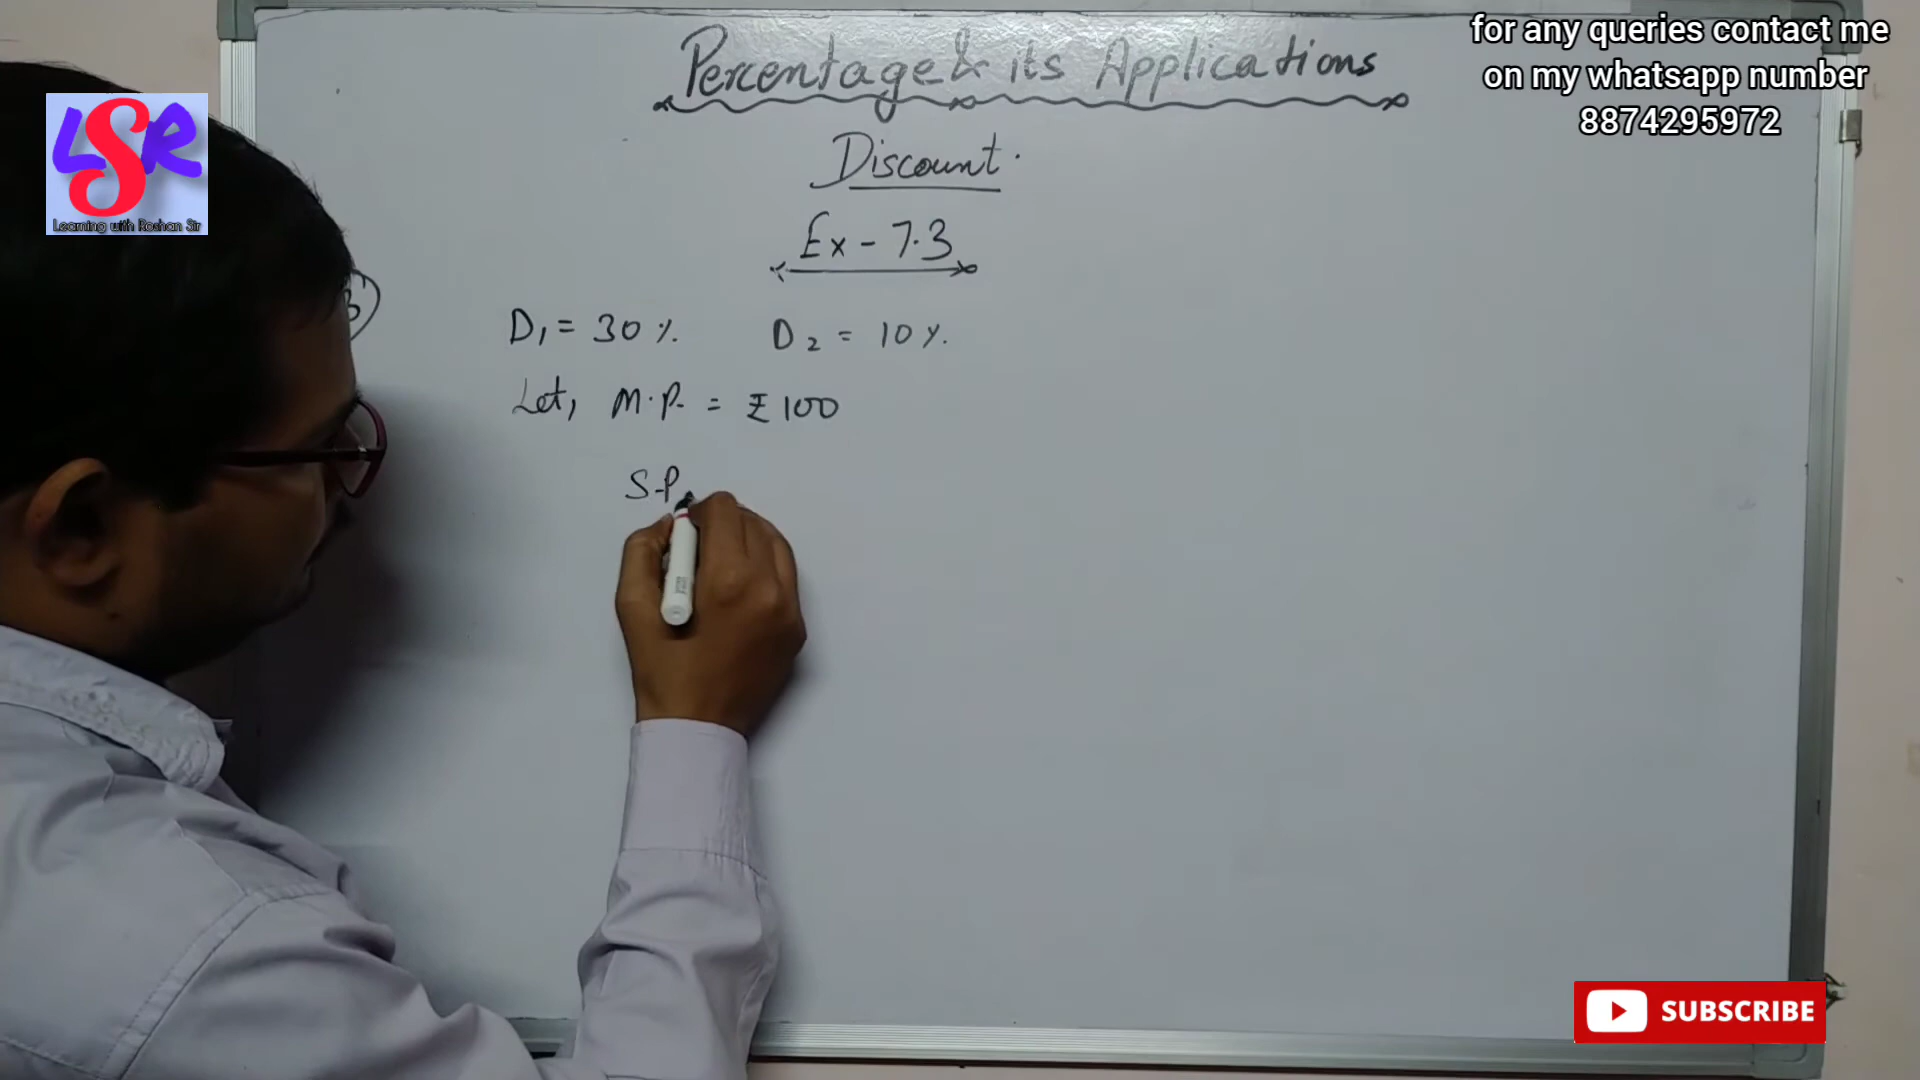 Percentage & its Applications
for any queries contact me
on my whatsapp number
8874295972
LSR
Learning with Roshan Sir
Discount.
Ex - 7.3
D₁ = 30 % D₂ = 10 %.
Let, M.P. = ₹ 100
S.P.
SUBSCRIBE